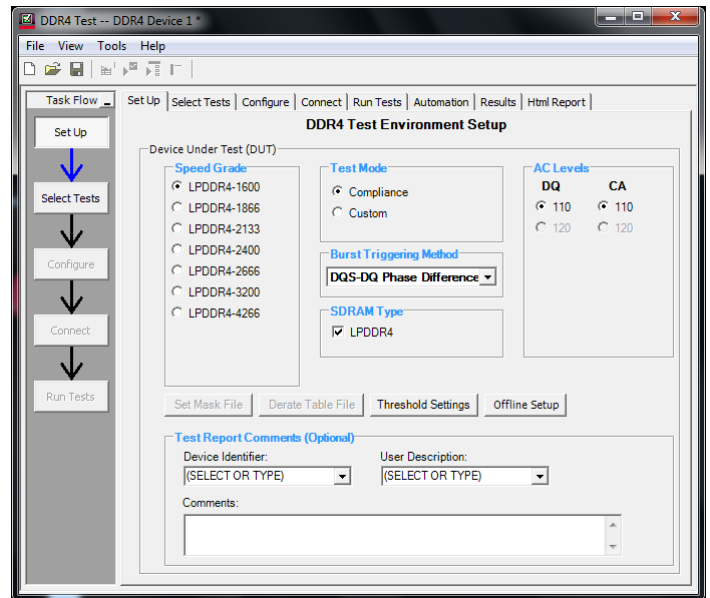 DDR4 Test -- DDR4 Device 1 *
File View Tools Help
Task Flow
Set Up
Select Tests
Configure
Connect
Run Tests
Set Up Select Tests Configure Connect Run Tests Automation Results Html Report
DDR4 Test Environment Setup
Device Under Test (DUT)
Speed Grade
LPDDR4-1600
LPDDR4-1866
LPDDR4-2133
LPDDR4-2400
LPDDR4-2666
LPDDR4-3200
LPDDR4-4266
Test Mode
Compliance
Custom
Burst Triggering Method
DQS-DQ Phase Difference
SDRAM Type
LPDDR4
AC Levels
DQ CA
110 110
120 120
Set Mask File Derate Table File Threshold Settings Offline Setup
Test Report Comments (Optional)
Device Identifier: User Description:
(SELECT OR TYPE) (SELECT OR TYPE)
Comments: